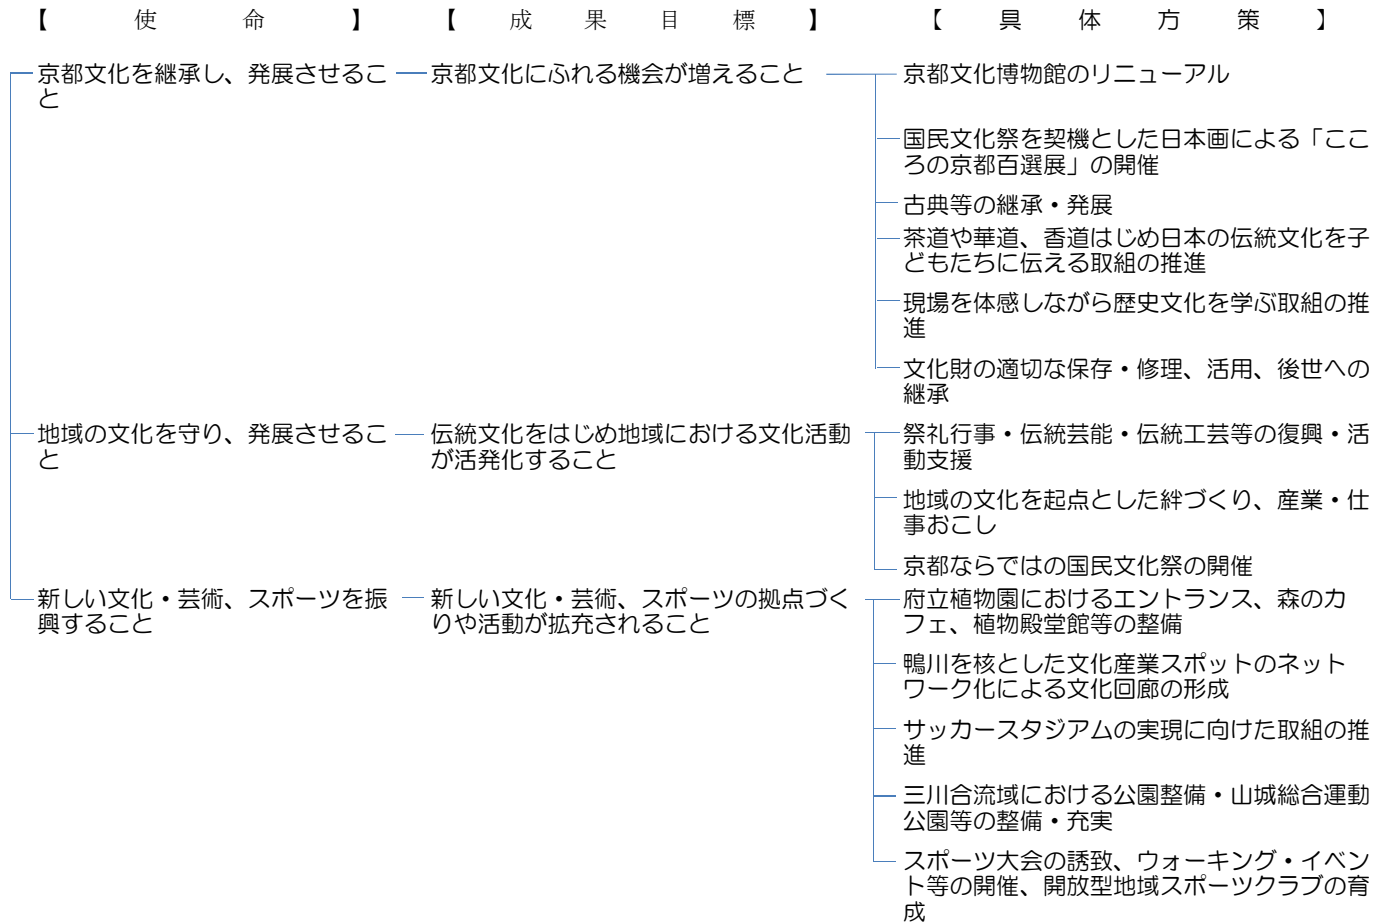 【使命】
【成果目標】
【具体方策】
京都文化を継承し、発展させるこ
と
京都文化にふれる機会が増えること
京都文化博物館のリニューアル
国民文化祭を契機とした日本画による「ここ
ろの京都百選展」の開催
古典等の継承・発展
茶道や華道、香道はじめ日本の伝統文化を子
どもたちに伝える取組の推進
現場を体感しながら歴史文化を学ぶ取組の推
進
文化財の適切な保存・修理、活用、後世への
継承
地域の文化を守り、発展させるこ
と
伝統文化をはじめ地域における文化活動
が活発化すること
祭礼行事・伝統芸能・伝統工芸等の復興・活
動支援
地域の文化を起点とした絆づくり、産業・仕
事おこし
京都ならではの国民文化祭の開催
新しい文化・芸術、スポーツを振
興すること
新しい文化・芸術、スポーツの拠点づく
りや活動が拡充されること
府立植物園におけるエントランス、森のカ
フェ、植物殿堂館等の整備
鴨川を核とした文化産業スポットのネット
ワーク化による文化回廊の形成
サッカースタジアムの実現に向けた取組の推
進
三川合流域における公園整備・山城総合運動
公園等の整備・充実
スポーツ大会の誘致、ウォーキング・イベン
ト等の開催、開放型地域スポーツクラブの育
成